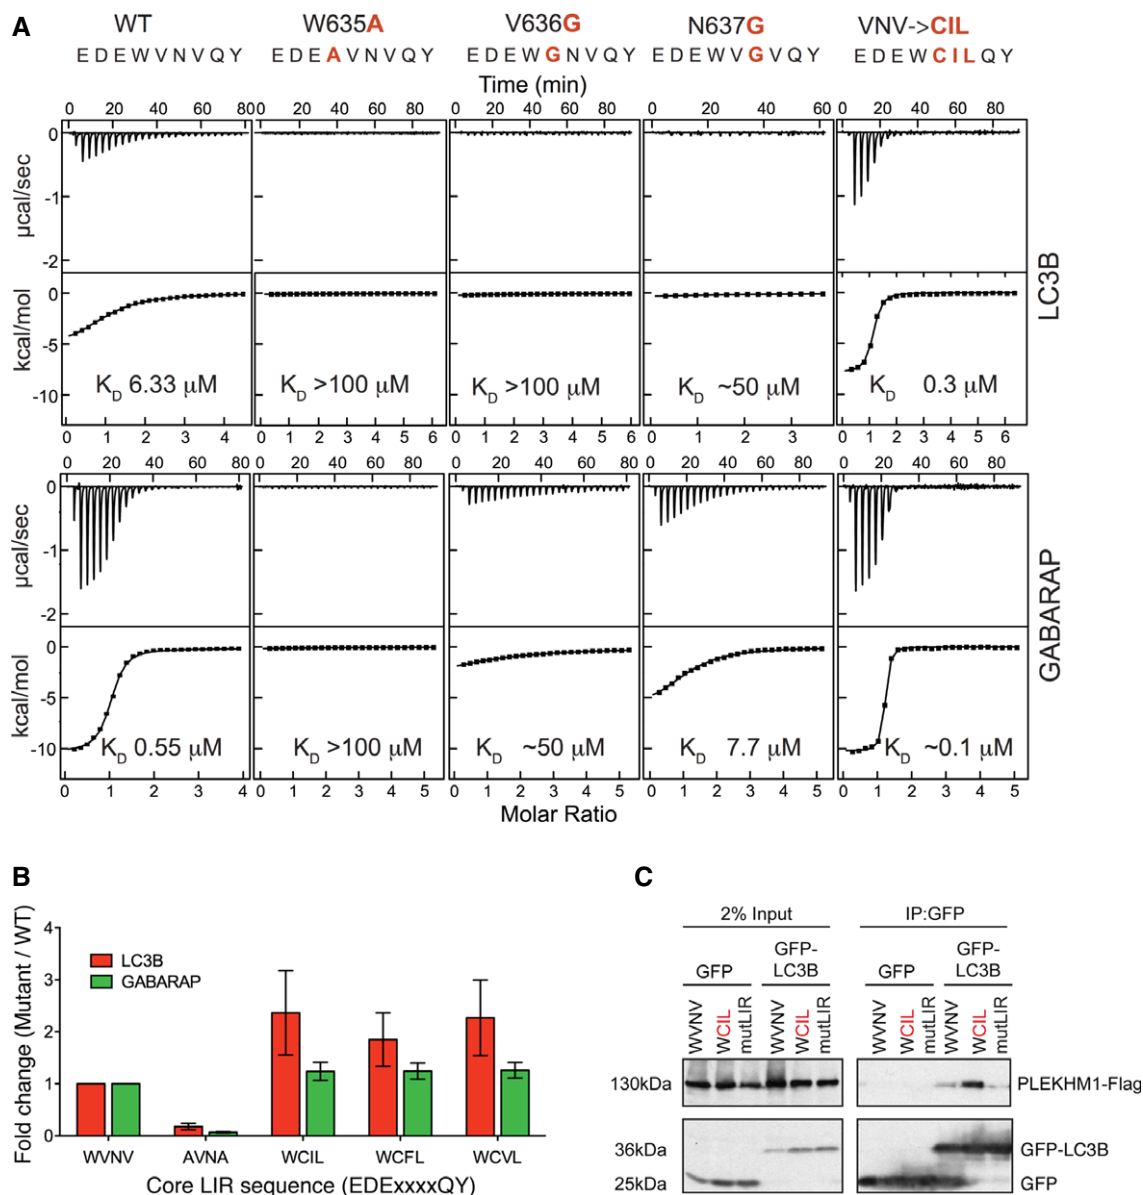 A
WT W635A V636G N637G VNV->CIL
EDEWVNVQY EDEAVNVQY EDEWGNVQY EDEWVGVQY EDEWCILQY
Time (min)
0 20 40 60 80 0 20 40 60 80 0 20 40 60 80 0 20 40 60 0 20 40 60 80
µcal/sec
0
-1
-2
kcal/mol
0
-5
-10
KD 6.33 µM KD >100 µM KD >100 µM KD ~50 µM KD 0.3 µM
LC3B
0 1 2 3 4 0 1 2 3 4 5 6 0 1 2 3 4 5 6 0 1 2 3 0 1 2 3 4 5 6
0 20 40 60 80 0 20 40 60 80 0 20 40 60 80 0 20 40 60 80 0 20 40 60 80
µcal/sec
0
-1
-2
kcal/mol
0
-5
-10
KD 0.55 µM KD >100 µM KD ~50 µM KD 7.7 µM KD ~0.1 µM
GABARAP
0 1 2 3 4 0 1 2 3 4 5 0 1 2 3 4 5 0 1 2 3 4 5 0 1 2 3 4 5
Molar Ratio
B
Fold change (Mutant / WT)
4
3
2
1
0
LC3B
GABARAP
WVNV AVNA WCIL WCFL WCVL
Core LIR sequence (EDExxxxQY)
C
2% Input IP:GFP
GFP GFP-LC3B GFP GFP-LC3B
WVNV WCIL mutLIR WVNV WCIL mutLIR WVNV WCIL mutLIR WVNV WCIL mutLIR
130kDa PLEKHM1-Flag
36kDa GFP-LC3B
25kDa GFP